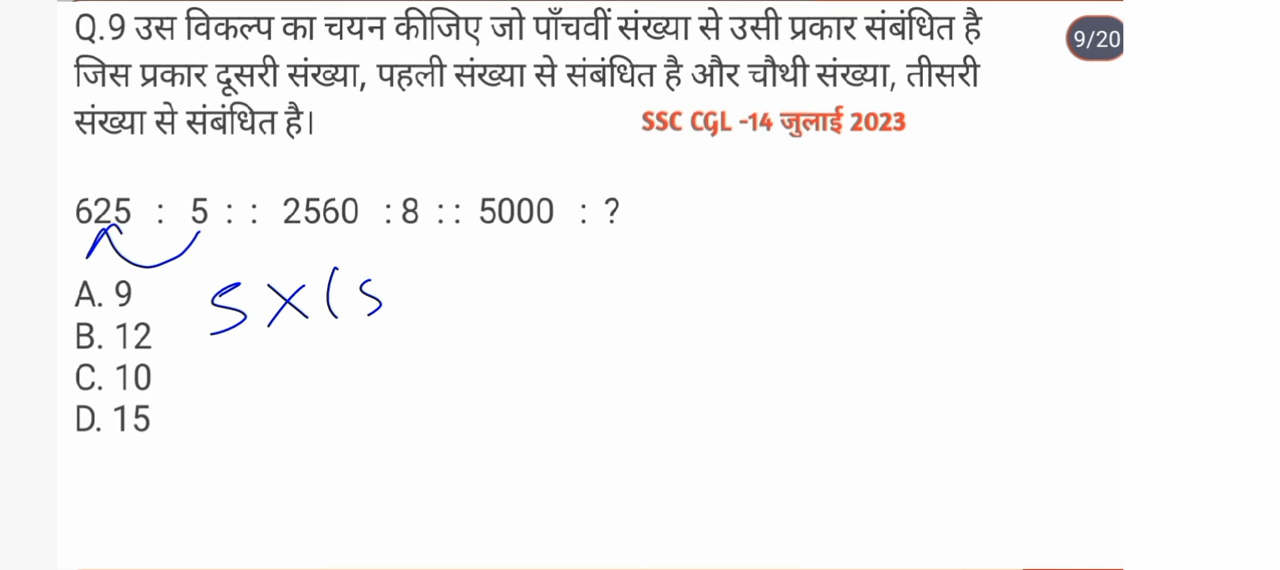 Q.9 उस विकल्प का चयन कीजिए जो पाँचवीं संख्या से उसी प्रकार संबंधित है
9/20
जिस प्रकार दूसरी संख्या, पहली संख्या से संबंधित है और चौथी संख्या, तीसरी
संख्या से संबंधित है।
SSC CGL -14 जुलाई 2023
625 : 5 : : 2560 : 8 : : 5000 : ?
A. 9
5 × ( 5
B. 12
C. 10
D. 15